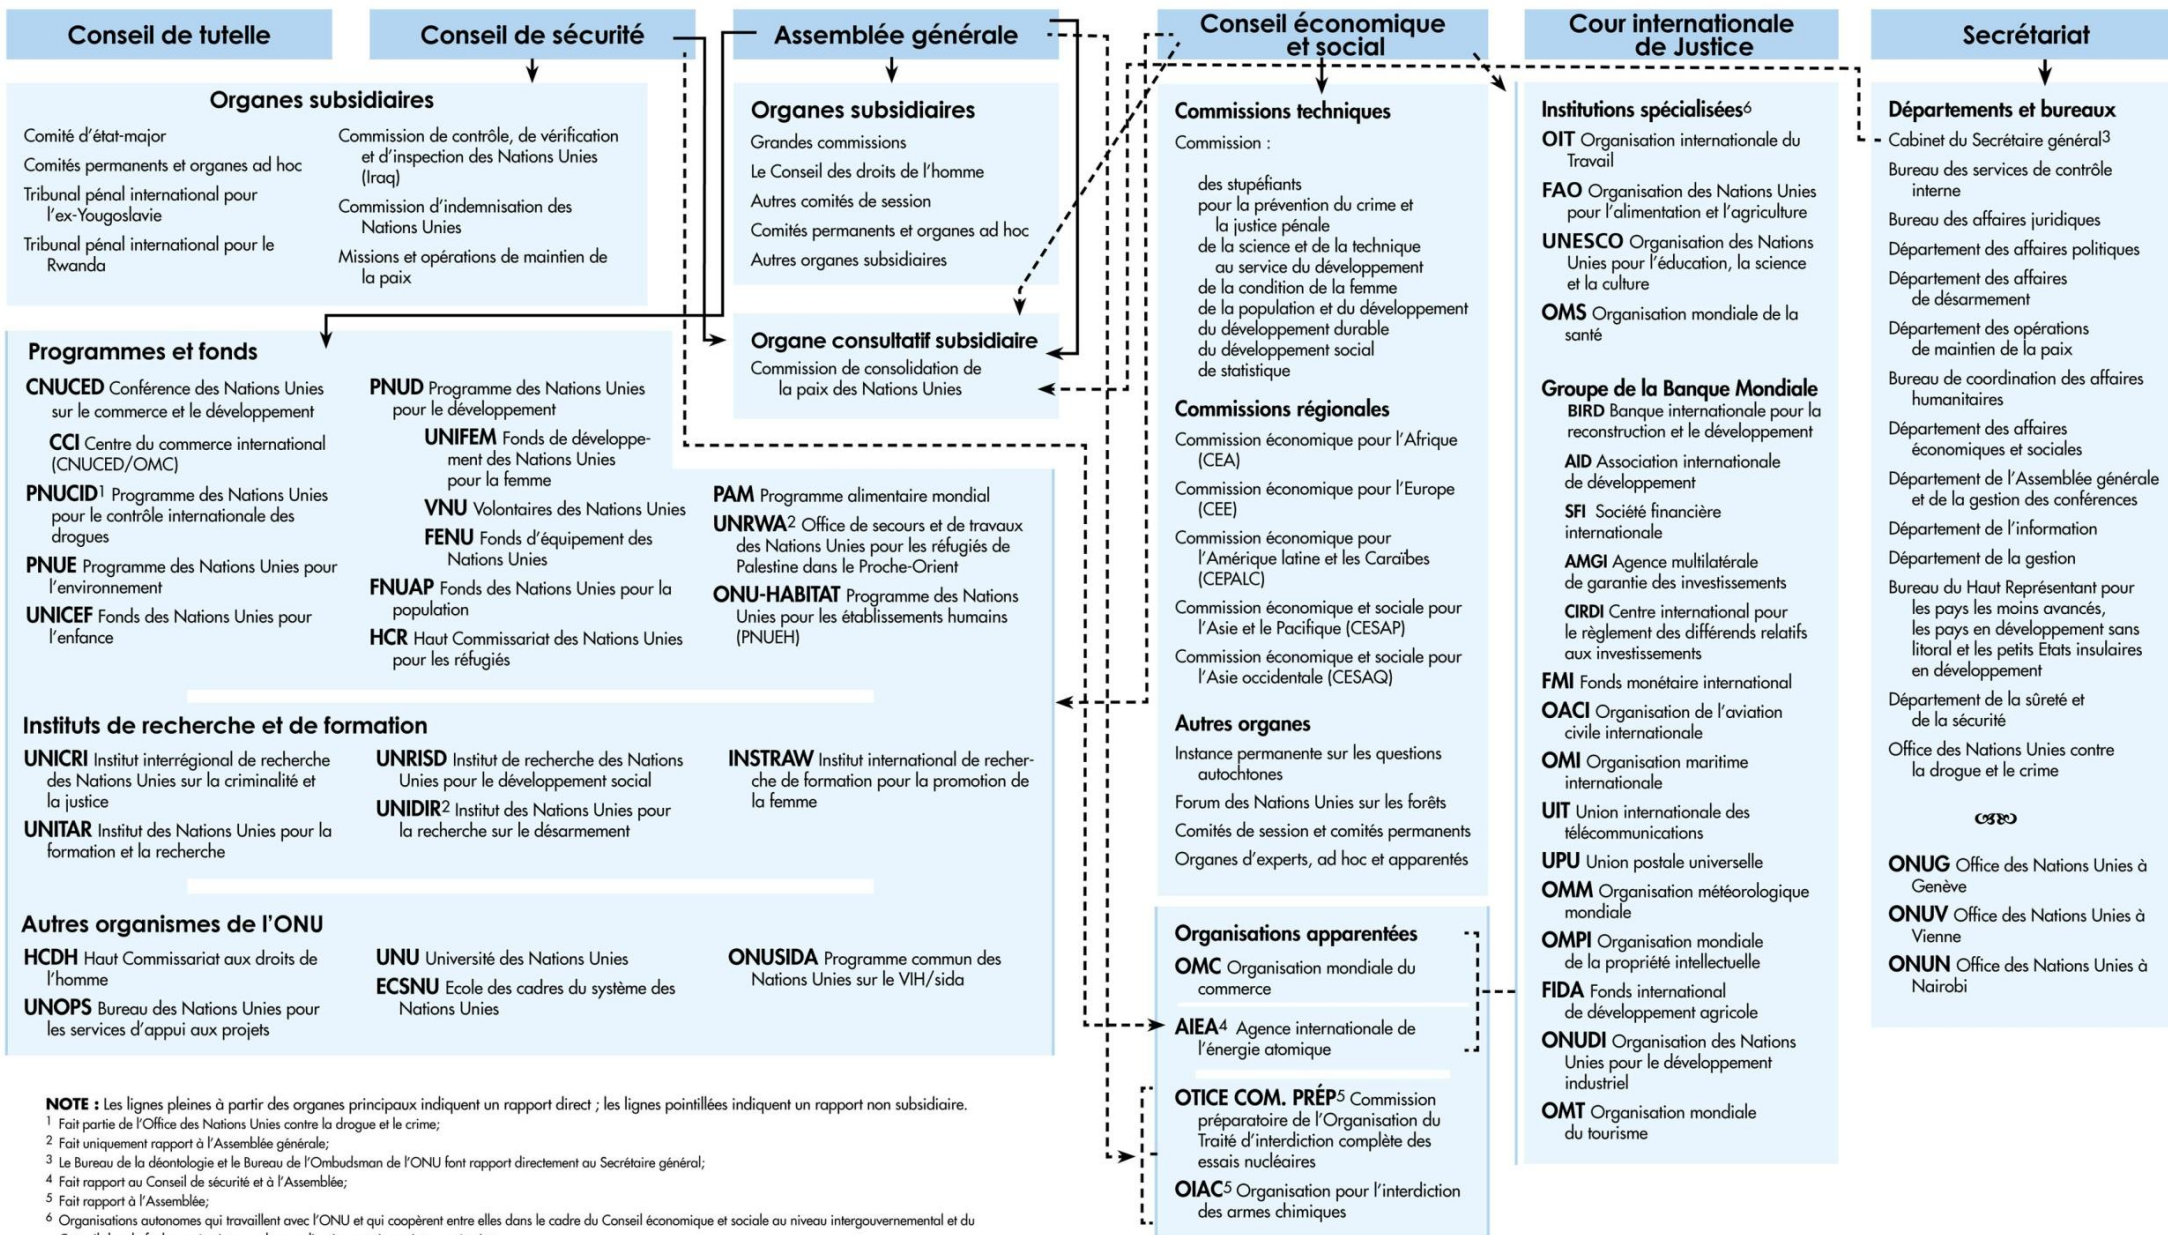 Conseil de tutelle
Conseil de sécurité
Assemblée générale
Conseil économique
et social
Cour internationale
de Justice
Secrétariat
Organes subsidiaires
Comité d'état-major
Comités permanents et organes ad hoc
Tribunal pénal international pour
l'ex-Yougoslavie
Tribunal pénal international pour le
Rwanda
Commission de contrôle, de vérification
et d'inspection des Nations Unies
(Iraq)
Commission d'indemnisation des
Nations Unies
Missions et opérations de maintien de
la paix
Organes subsidiaires
Grandes commissions
Le Conseil des droits de l'homme
Autres comités de session
Comités permanents et organes ad hoc
Autres organes subsidiaires
Organe consultatif subsidiaire
Commission de consolidation de
la paix des Nations Unies
Programmes et fonds
CNUCED Conférence des Nations Unies
sur le commerce et le développement
CCI Centre du commerce international
(CNUCED/OMC)
PNUCID1 Programme des Nations Unies
pour le contrôle internationale des
drogues
PNUE Programme des Nations Unies pour
l'environnement
UNICEF Fonds des Nations Unies pour
l'enfance
PNUD Programme des Nations Unies
pour le développement
UNIFEM Fonds de développe-
ment des Nations Unies
pour la femme
VNU Volontaires des Nations Unies
FENU Fonds d'équipement des
Nations Unies
FNUAP Fonds des Nations Unies pour la
population
HCR Haut Commissariat des Nations Unies
pour les réfugiés
PAM Programme alimentaire mondial
UNRWA2 Office de secours et de travaux
des Nations Unies pour les réfugiés de
Palestine dans le Proche-Orient
ONU-HABITAT Programme des Nations
Unies pour les établissements humains
(PNUEH)
Instituts de recherche et de formation
UNICRI Institut interrégional de recherche
des Nations Unies sur la criminalité et
la justice
UNITAR Institut des Nations Unies pour la
formation et la recherche
UNRISD Institut de recherche des Nations
Unies pour le développement social
UNIDIR2 Institut des Nations Unies pour
la recherche sur le désarmement
INSTRAW Institut international de recher-
che de formation pour la promotion de
la femme
Autres organismes de l'ONU
HCDH Haut Commissariat aux droits de
l'homme
UNOPS Bureau des Nations Unies pour
les services d'appui aux projets
UNU Université des Nations Unies
ECSNU Ecole des cadres du système des
Nations Unies
ONUSIDA Programme commun des
Nations Unies sur le VIH/sida
Commissions techniques
Commission :
des stupéfiants
pour la prévention du crime et
la justice pénale
de la science et de la technique
au service du développement
de la condition de la femme
de la population et du développement
du développement durable
du développement social
de statistique
Commissions régionales
Commission économique pour l'Afrique
(CEA)
Commission économique pour l'Europe
(CEE)
Commission économique pour
l'Amérique latine et les Caraïbes
(CEPALC)
Commission économique et sociale pour
l'Asie et le Pacifique (CESAP)
Commission économique et sociale pour
l'Asie occidentale (CESAQ)
Autres organes
Instance permanente sur les questions
autochtones
Forum des Nations Unies sur les forêts
Comités de session et comités permanents
Organes d'experts, ad hoc et apparentés
Organisations apparentées
OMC Organisation mondiale du
commerce
AIEA4 Agence internationale de
l'énergie atomique
OTICE COM. PRÉP5 Commission
préparatoire de l'Organisation du
Traité d'interdiction complète des
essais nucléaires
OIAC5 Organisation pour l'interdiction
des armes chimiques
Institutions spécialisées6
OIT Organisation internationale du
Travail
FAO Organisation des Nations Unies
pour l'alimentation et l'agriculture
UNESCO Organisation des Nations
Unies pour l'éducation, la science
et la culture
OMS Organisation mondiale de la
santé
Groupe de la Banque Mondiale
BIRD Banque internationale pour la
reconstruction et le développement
AID Association internationale
de développement
SFI Société financière
internationale
AMGI Agence multilatérale
de garantie des investissements
CIRDI Centre international pour
le règlement des différends relatifs
aux investissements
FMI Fonds monétaire international
OACI Organisation de l'aviation
civile internationale
OMI Organisation maritime
internationale
UIT Union internationale des
télécommunications
UPU Union postale universelle
OMM Organisation météorologique
mondiale
OMPI Organisation mondiale
de la propriété intellectuelle
FIDA Fonds international
de développement agricole
ONUDI Organisation des Nations
Unies pour le développement
industriel
OMT Organisation mondiale
du tourisme
Départements et bureaux
Cabinet du Secrétaire général3
Bureau des services de contrôle
interne
Bureau des affaires juridiques
Département des affaires politiques
Département des affaires
de désarmement
Département des opérations
de maintien de la paix
Bureau de coordination des affaires
humanitaires
Département des affaires
économiques et sociales
Département de l'Assemblée générale
et de la gestion des conférences
Département de l'information
Département de la gestion
Bureau du Haut Représentant pour
les pays les moins avancés,
les pays en développement sans
litoral et les petits Etats insulaires
en développement
Département de la sûreté et
de la sécurité
Office des Nations Unies contre
la drogue et le crime
ONUG Office des Nations Unies à
Genève
ONUV Office des Nations Unies à
Vienne
ONUN Office des Nations Unies à
Nairobi
NOTE : Les lignes pleines à partir des organes principaux indiquent un rapport direct ; les lignes pointillées indiquent un rapport non subsidiaire.
1 Fait partie de l'Office des Nations Unies contre la drogue et le crime;
2 Fait uniquement rapport à l'Assemblée générale;
3 Le Bureau de la déontologie et le Bureau de l'Ombudsman de l'ONU font rapport directement au Secrétaire général;
4 Fait rapport au Conseil de sécurité et à l'Assemblée;
5 Fait rapport à l'Assemblée;
6 Organisations autonomes qui travaillent avec l'ONU et qui coopèrent entre elles dans le cadre du Conseil économique et sociale au niveau intergouvernemental et du